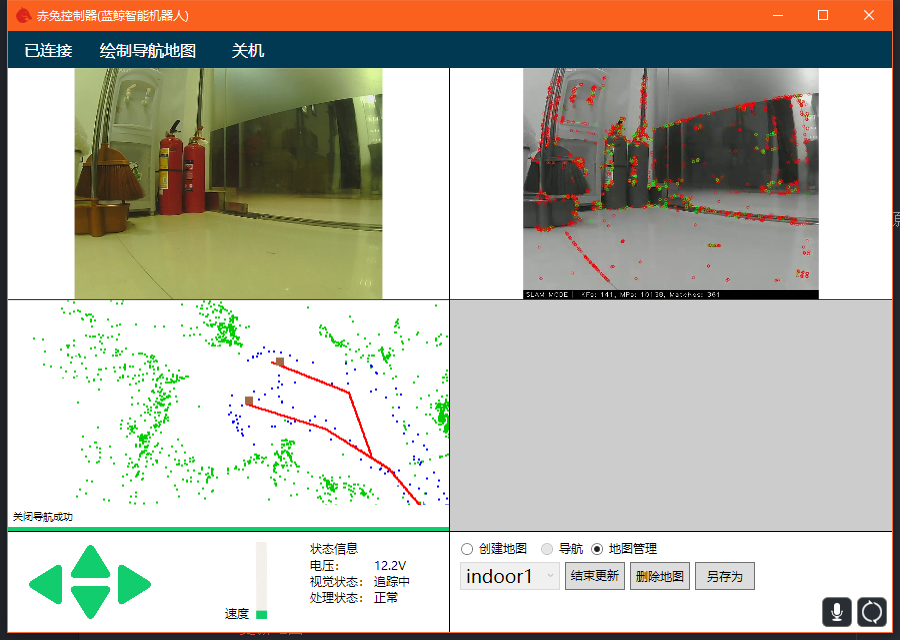 赤兔控制器(蓝鲸智能机器人)
已连接 绘制导航地图 关机
SLAM MODE | KFs: 141, MPs: 10138, Matches: 361
关闭导航成功
状态信息
电压: 12.2V
视觉状态: 追踪中
处理状态: 正常
速度
创建地图 导航 地图管理
indoor1 结束更新 删除地图 另存为